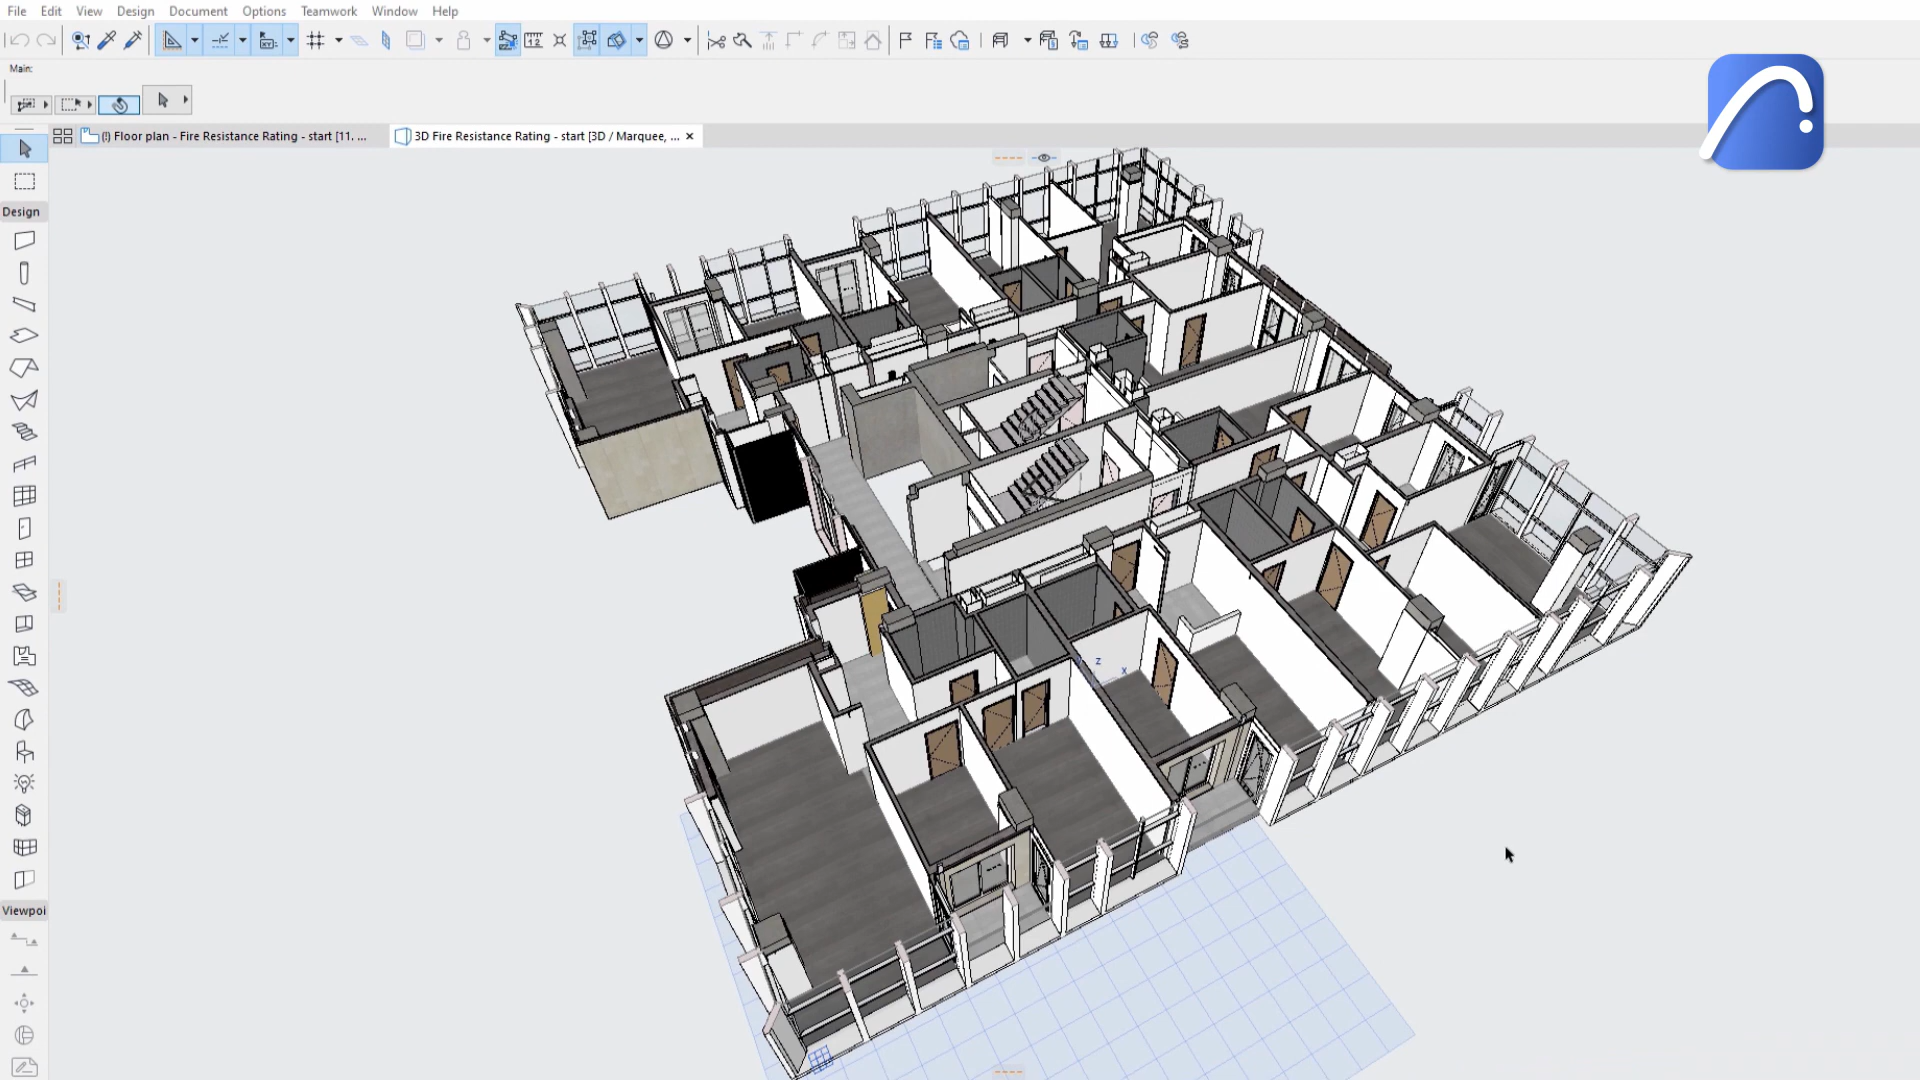 File Edit View Design Document Options Teamwork Window Help
Main:
(!) Floor plan - Fire Resistance Rating - start [11. ...
3D Fire Resistance Rating - start [3D / Marquee, ...
Design
Viewpoi
z
x